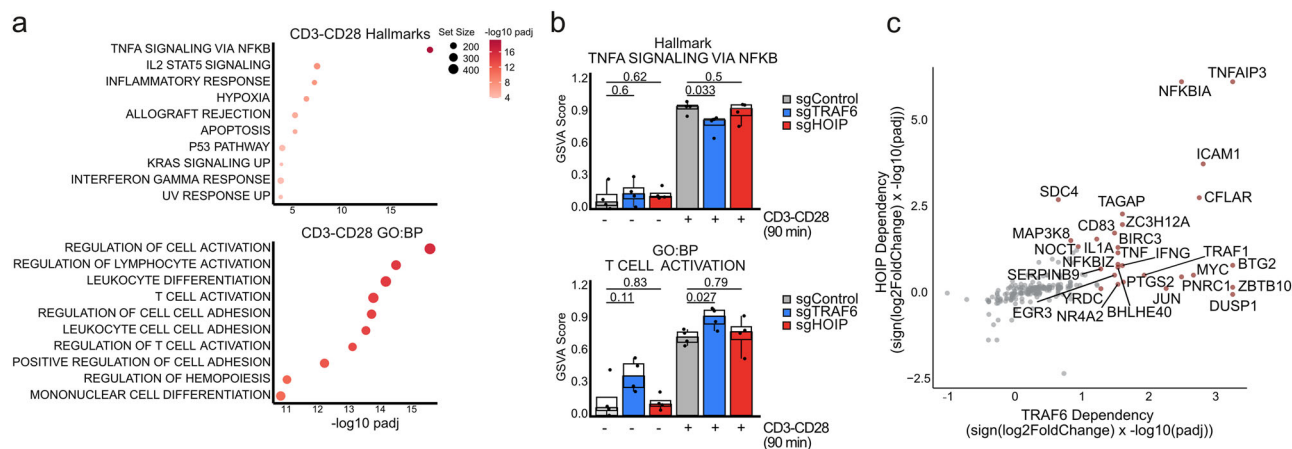 a
CD3-CD28 Hallmarks
TNFA SIGNALING VIA NFKB
IL2 STAT5 SIGNALING
INFLAMMATORY RESPONSE
HYPOXIA
ALLOGRAFT REJECTION
APOPTOSIS
P53 PATHWAY
KRAS SIGNALING UP
INTERFERON GAMMA RESPONSE
UV RESPONSE UP
5 10 15
Set Size
200
300
400
-log10 padj
16
12
8
4
CD3-CD28 GO:BP
REGULATION OF CELL ACTIVATION
REGULATION OF LYMPHOCYTE ACTIVATION
LEUKOCYTE DIFFERENTIATION
T CELL ACTIVATION
REGULATION OF CELL CELL ADHESION
LEUKOCYTE CELL CELL ADHESION
REGULATION OF T CELL ACTIVATION
POSITIVE REGULATION OF CELL ADHESION
REGULATION OF HEMOPOIESIS
MONONUCLEAR CELL DIFFERENTIATION
11 12 13 14 15
-log10 padj
b
Hallmark
TNFA SIGNALING VIA NFKB
GSVA Score
1.2
0.9
0.6
0.3
0.0
0.62
0.6
0.5
0.033
sgControl
sgTRAF6
sgHOIP
- - - + + + CD3-CD28
(90 min)
GO:BP
T CELL ACTIVATION
GSVA Score
1.2
0.9
0.6
0.3
0.0
0.83
0.11
0.79
0.027
sgControl
sgTRAF6
sgHOIP
- - - + + + CD3-CD28
(90 min)
c
HOIP Dependency
(sign(log2FoldChange) x -log10(padj))
5.0
2.5
0.0
−2.5
TNFAIP3
NFKBIA
ICAM1
SDC4
CFLAR
TAGAP
ZC3H12A
CD83
MAP3K8
BIRC3
NOCT
IL1A
TNF
IFNG
TRAF1
NFKBIZ
BTG2
SERPINB9
MYC
PTGS2
PNRC1
ZBTB10
YRDC
JUN
EGR3
NR4A2
BHLHE40
DUSP1
-1 0 1 2 3
TRAF6 Dependency
(sign(log2FoldChange) x -log10(padj))